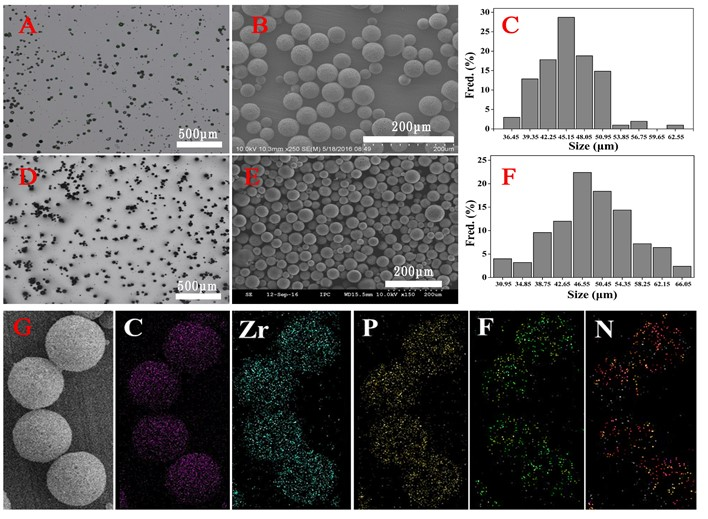 A
500μm
B
200μm
10.0kV 10.3mm x250 SE(M) 5/18/2016 08:49 200um
C
Fred. (%)
30
25
20
15
10
5
0
36.45 39.35 42.25 45.15 48.05 50.95 53.85 56.75 59.65 62.55
Size (μm)
D
500μm
E
200μm
SE 12-Sep-16 IPC WD15.5mm 10.0kV x150 200um
F
Fred. (%)
25
20
15
10
5
0
30.95 34.85 38.75 42.65 46.55 50.45 54.35 58.25 62.15 66.05
Size (μm)
G
C
Zr
P
F
N